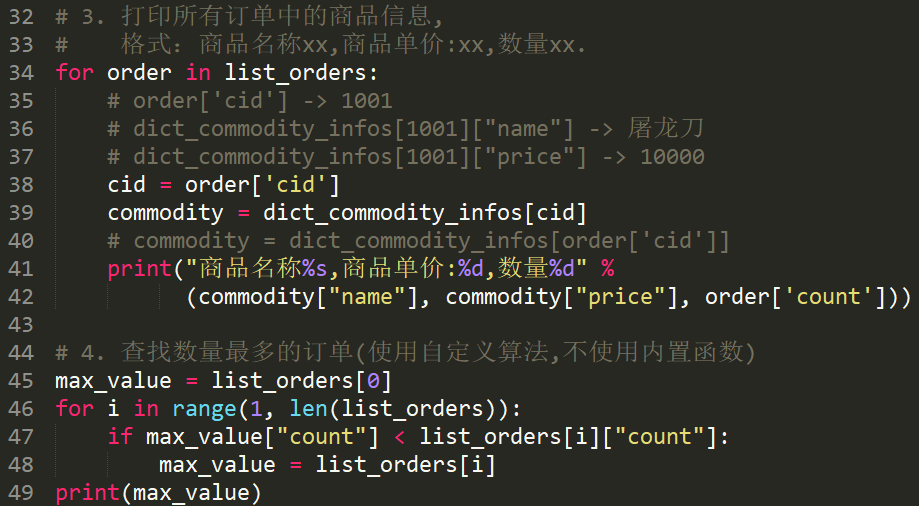 32 # 3. 打印所有订单中的商品信息,
33 #    格式：商品名称xx,商品单价:xx,数量xx.
34 for order in list_orders:
35     # order['cid'] -> 1001
36     # dict_commodity_infos[1001]["name"] -> 屠龙刀
37     # dict_commodity_infos[1001]["price"] -> 10000
38     cid = order['cid']
39     commodity = dict_commodity_infos[cid]
40     # commodity = dict_commodity_infos[order['cid']]
41     print("商品名称%s,商品单价:%d,数量%d" %
42           (commodity["name"], commodity["price"], order['count']))
43
44 # 4. 查找数量最多的订单(使用自定义算法,不使用内置函数)
45 max_value = list_orders[0]
46 for i in range(1, len(list_orders)):
47     if max_value["count"] < list_orders[i]["count"]:
48         max_value = list_orders[i]
49 print(max_value)